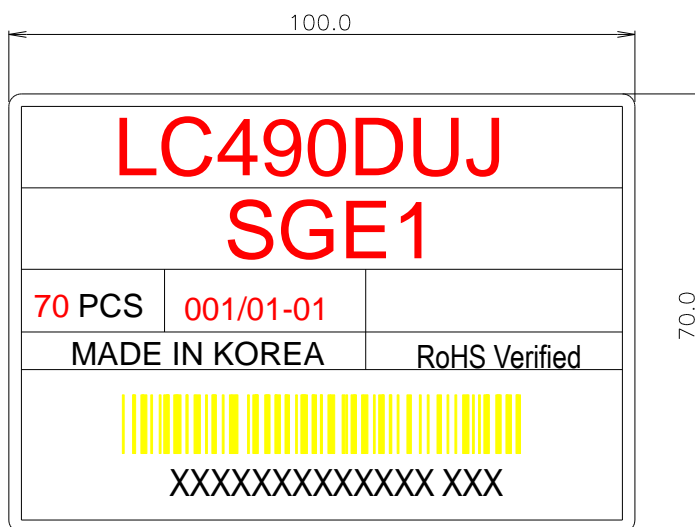 100.0
LC490DUJ
SGE1
70 PCS
001/01-01
70.0
MADE IN KOREA
RoHS Verified
XXXXXXXXXXXXX XXX